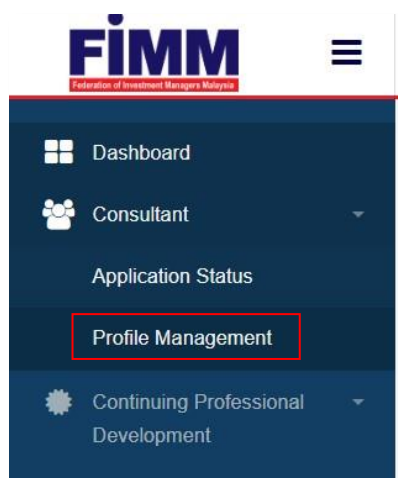 FiMM
Federation of Investment Managers Malaysia
Dashboard
Consultant
Application Status
Profile Management
Continuing Professional
Development